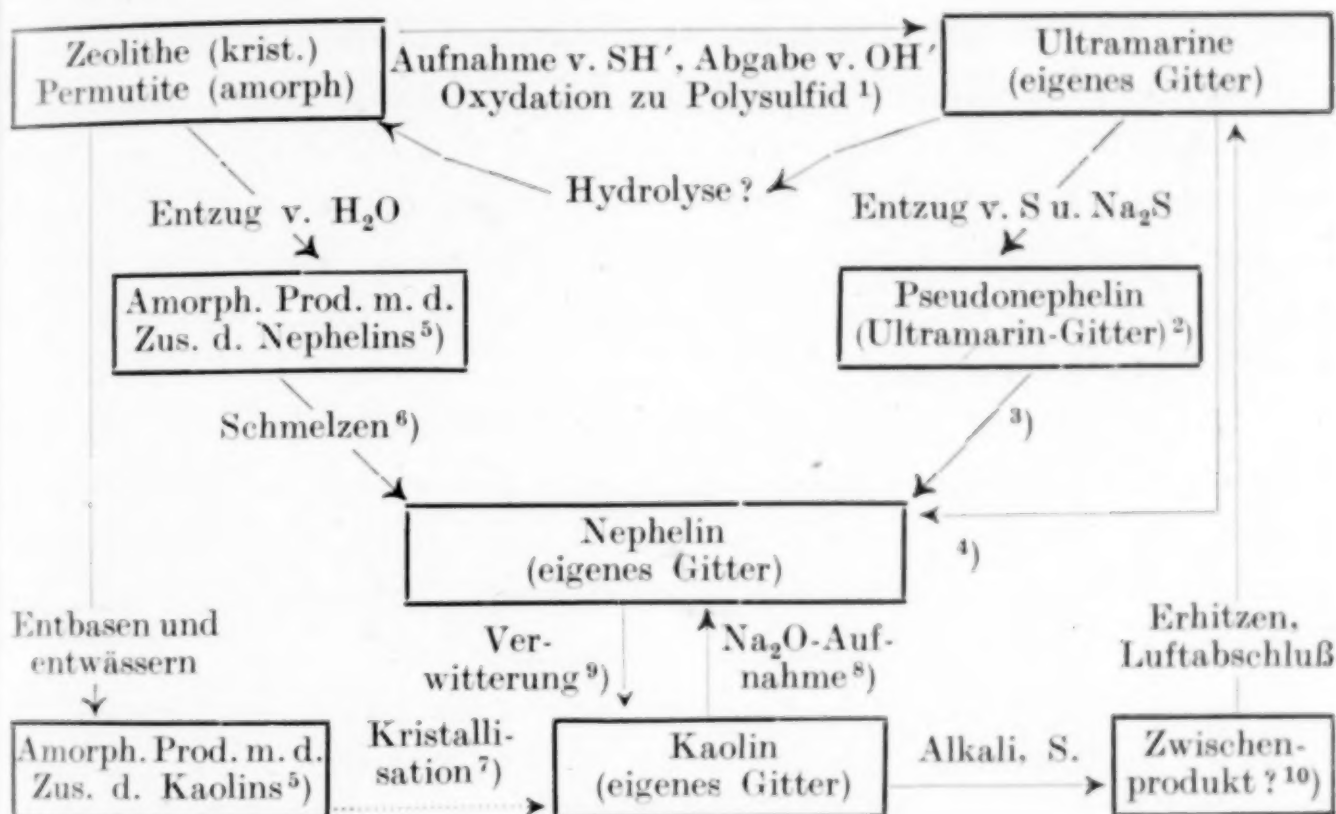 Zeolithe (krist.)
Permutite (amorph)
Aufnahme v. SH′, Abgabe v. OH′
Oxydation zu Polysulfid ¹)
Ultramarine
(eigenes Gitter)
Hydrolyse ?
Entzug v. H₂O
Entzug v. S u. Na₂S
Amorph. Prod. m. d.
Zus. d. Nephelins ⁵)
Pseudonephelin
(Ultramarin-Gitter) ²)
Schmelzen ⁶)
³)
Nephelin
(eigenes Gitter)
⁴)
Entbasen und
entwässern
Ver-
witterung ⁹)
Na₂O-Auf-
nahme ⁸)
Erhitzen,
Luftabschluß
Amorph. Prod. m. d.
Zus. d. Kaolins ⁵)
Kristalli-
sation ⁷)
Kaolin
(eigenes Gitter)
Alkali, S.
Zwischen-
produkt ? ¹⁰)